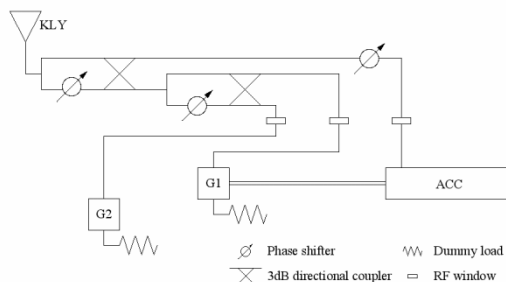 KLY
G1
ACC
G2
Phase shifter
Dummy load
3dB directional coupler
RF window